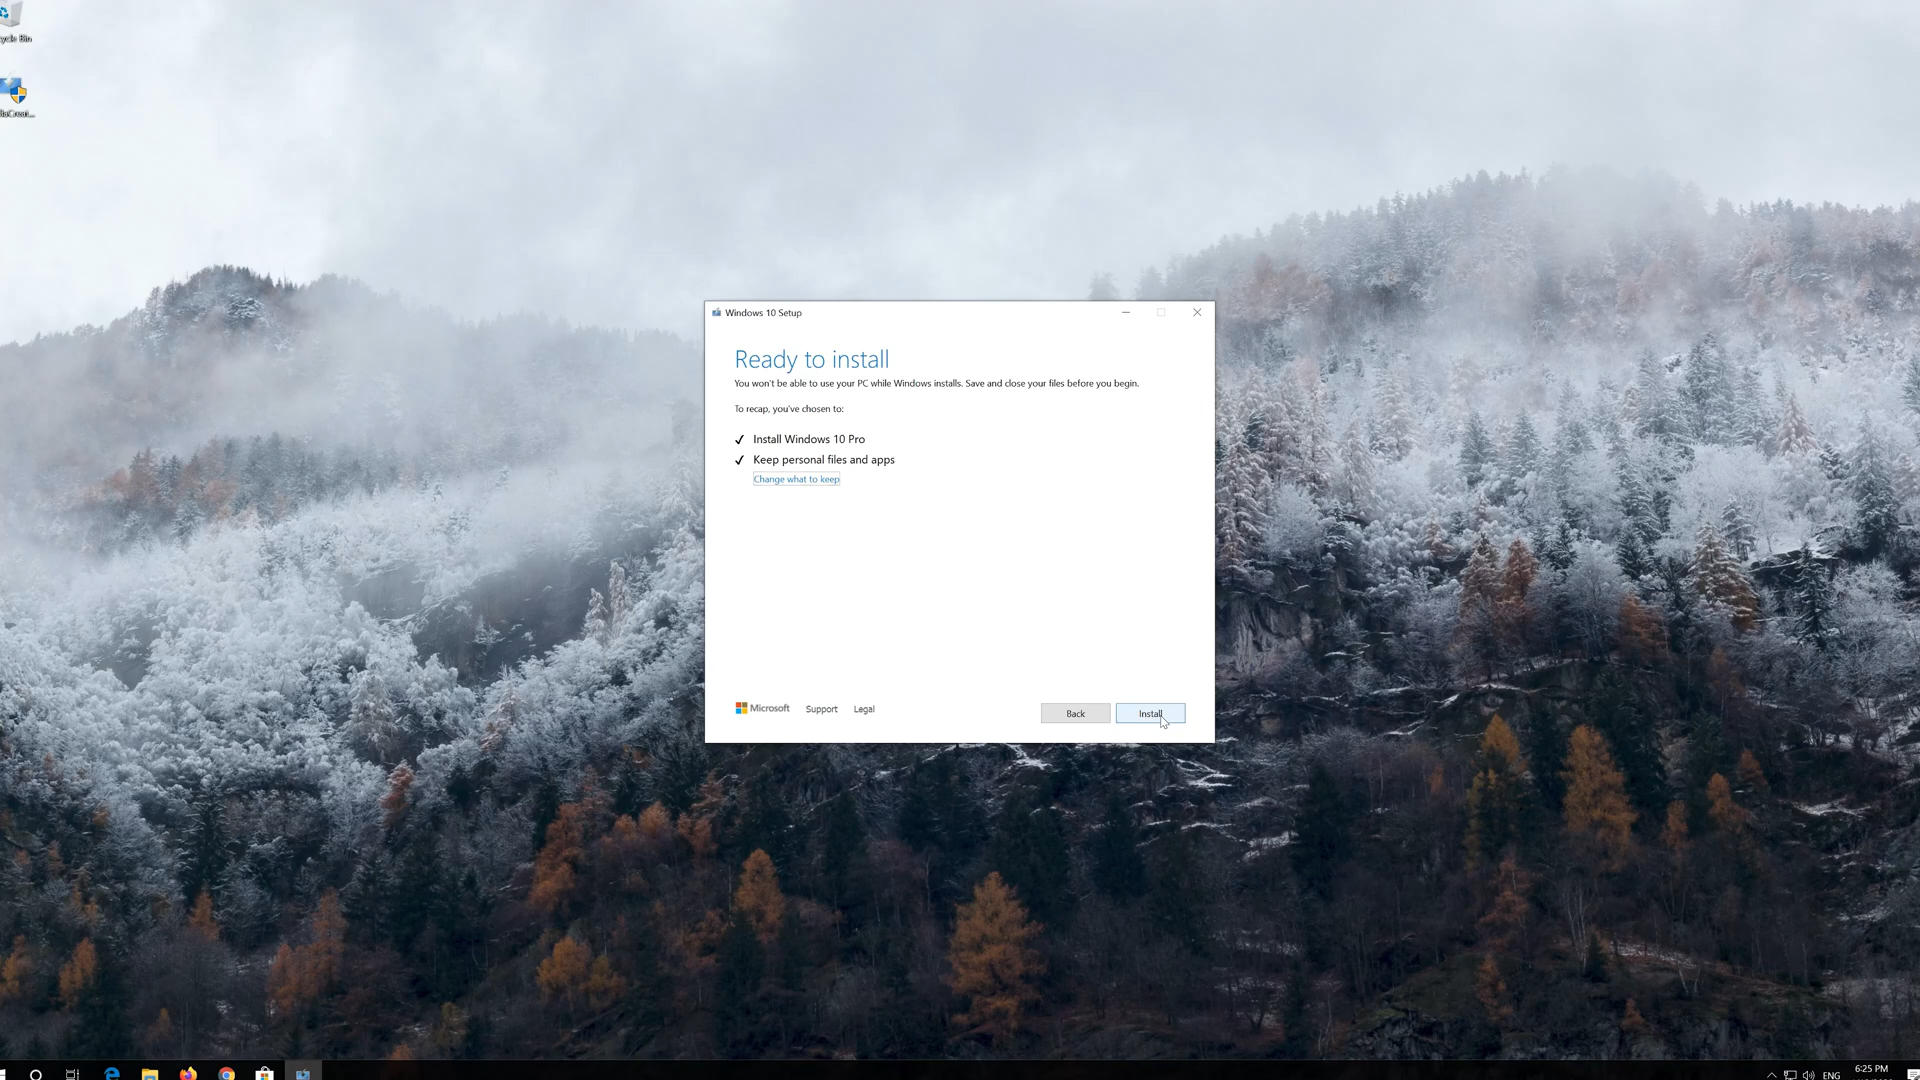 Windows 10 Setup
Ready to install
You won't be able to use your PC while Windows installs. Save and close your files before you begin.
To recap, you've chosen to:
Install Windows 10 Pro
Keep personal files and apps
Change what to keep
Microsoft Support Legal
Back Install
ENG 6:25 PM